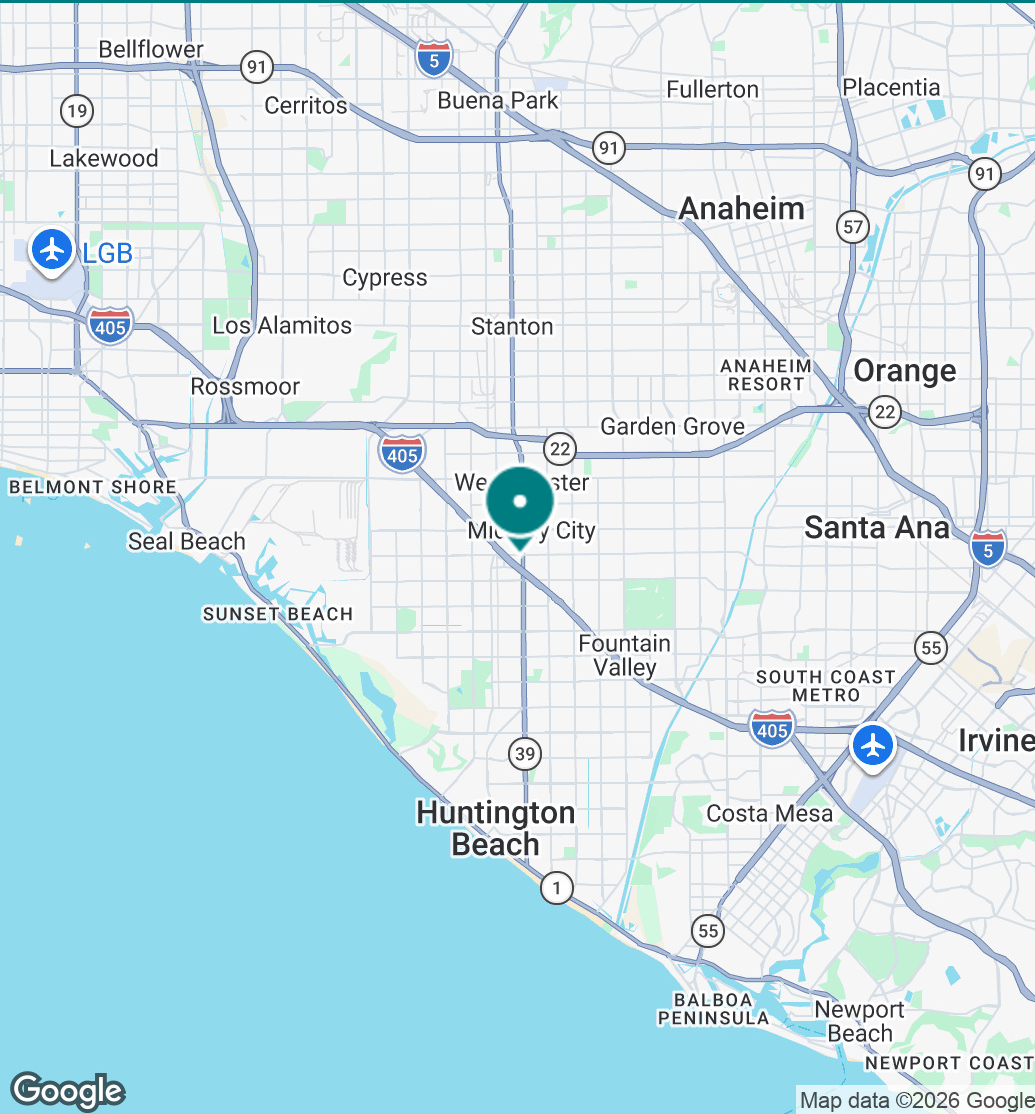 Bellflower
91
5
Buena Park
Fullerton
Placentia
Cerritos
19
Lakewood
91
91
Anaheim
57
LGB
Cypress
405
Los Alamitos
Stanton
ANAHEIM
RESORT
Orange
Rossmoor
22
Garden Grove
22
405
BELMONT SHORE
Seal Beach
City
Santa Ana
5
SUNSET BEACH
Fountain
Valley
55
SOUTH COAST
METRO
405
Irvine
39
Huntington
Beach
Costa Mesa
1
55
BALBOA
PENINSULA
Newport
Beach
NEWPORT COAST
Google
Map data ©2026 Google